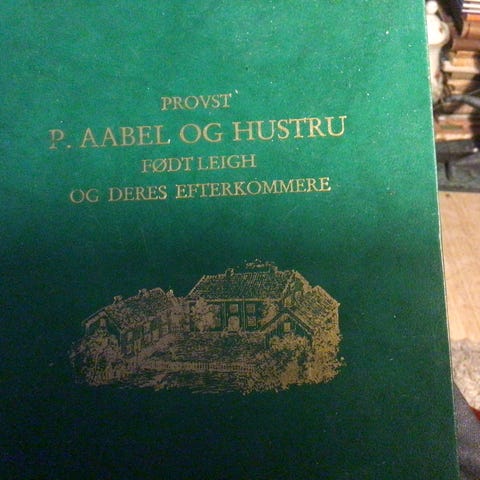 PROVST
P. AABEL OG HUSTRU
FØDT LEIGH
OG DERES EFTERKOMMERE